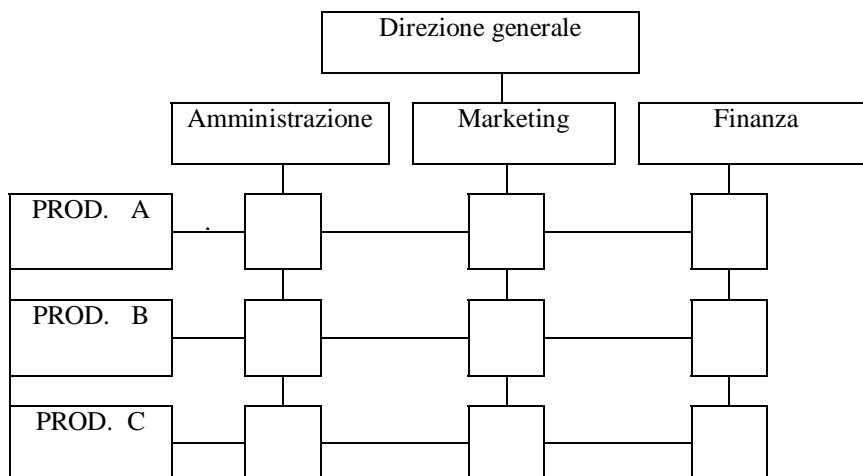 Direzione generale
Amministrazione
Marketing
Finanza
PROD. A
PROD. B
PROD. C